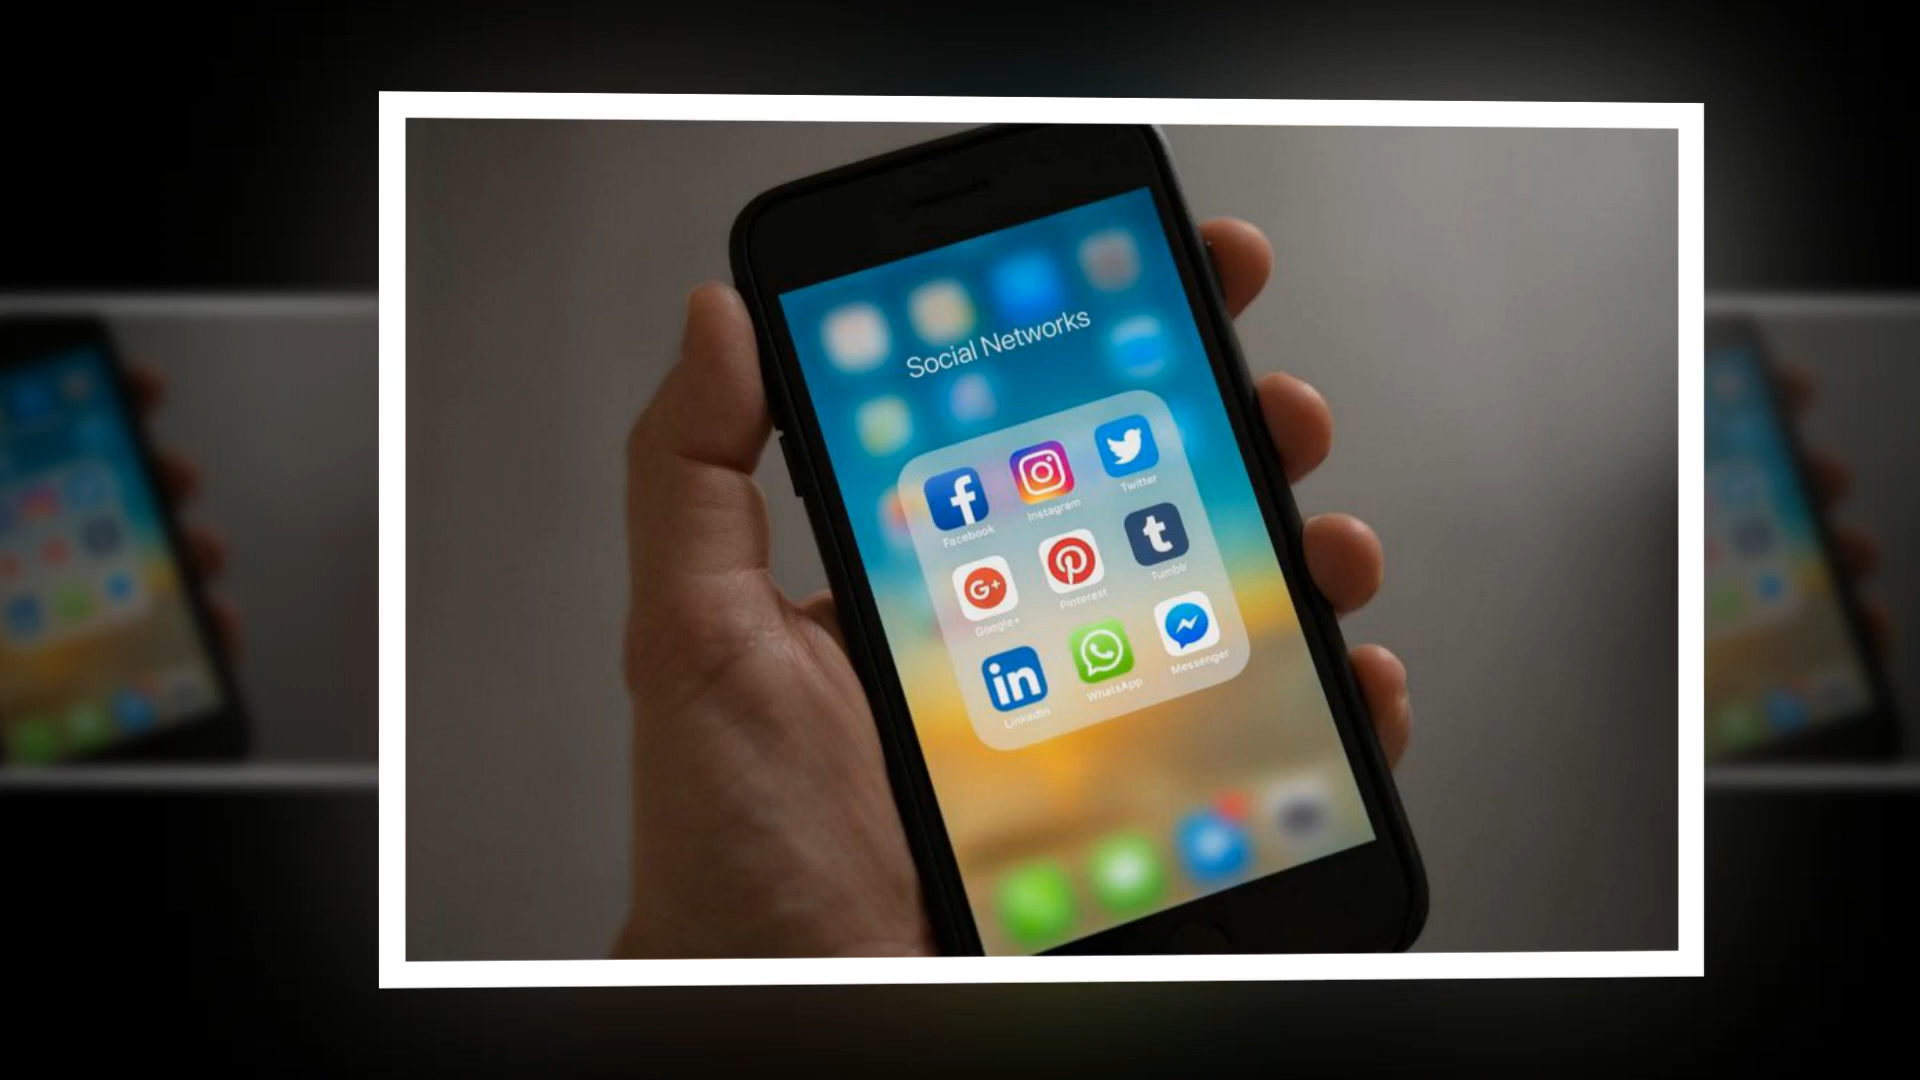 Social Networks
Facebook
Instagram
Twitter
Google+
Pinterest
Tumblr
LinkedIn
WhatsApp
Messenger